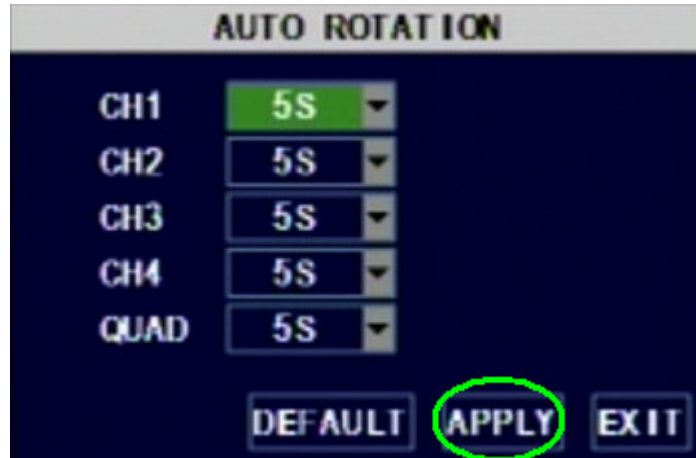 AUTO ROTATION
CH1 5S
CH2 5S
CH3 5S
CH4 5S
QUAD 5S
DEFAULT APPLY EXIT